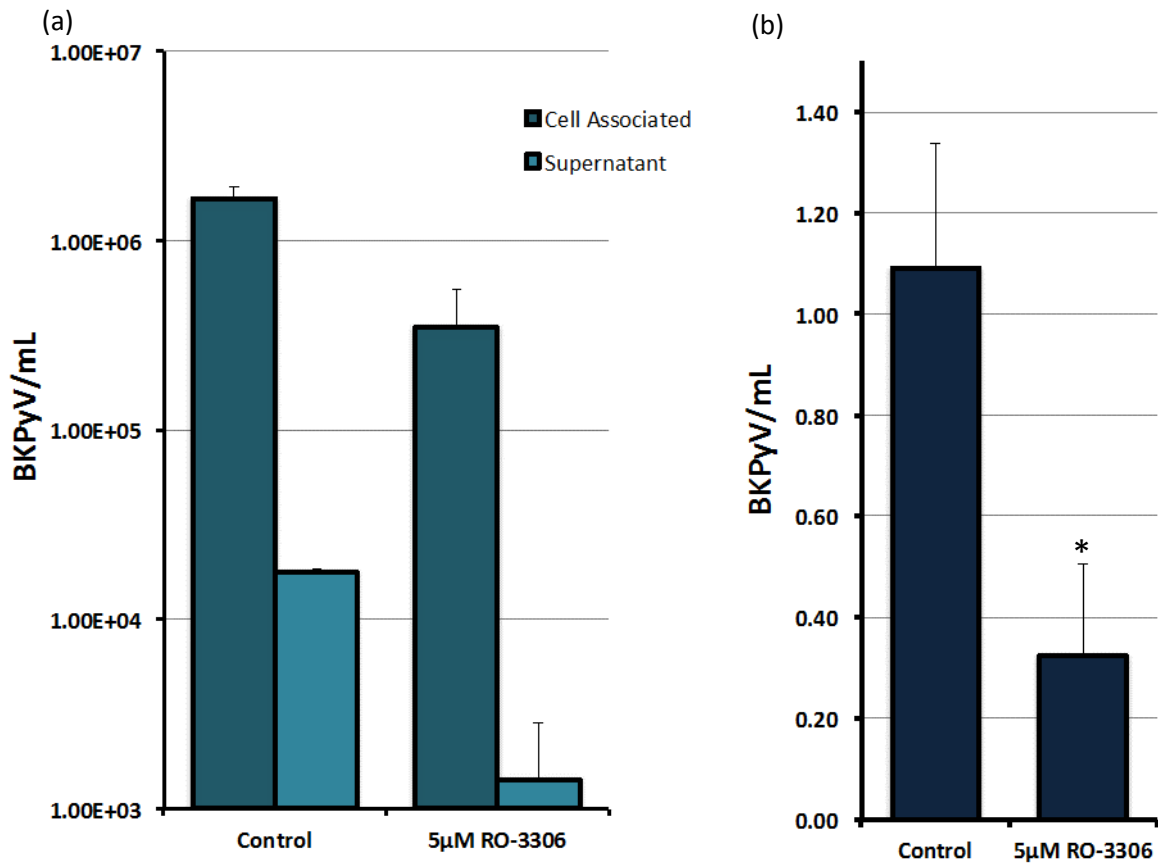 (a)
1.00E+07
1.00E+06
1.00E+05
1.00E+04
1.00E+03
BKPyV/mL
Cell Associated
Supernatant
Control
5µM RO-3306
(b)
1.40
1.20
1.00
0.80
0.60
0.40
0.20
0.00
BKPyV/mL
*
Control
5µM RO-3306